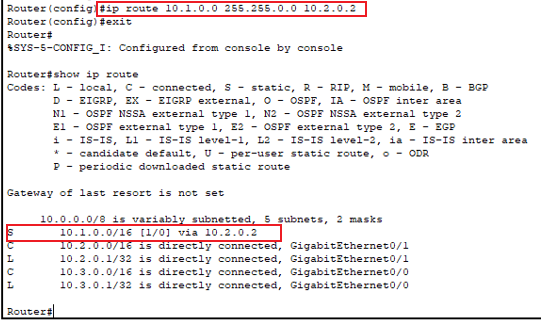 Router(config)#ip route 10.1.0.0 255.255.0.0 10.2.0.2
Router(config)#exit
Router#
%SYS-5-CONFIG_I: Configured from console by console
Router#show ip route
Codes: L - local, C - connected, S - static, R - RIP, M - mobile, B - BGP
D - EIGRP, EX - EIGRP external, O - OSPF, IA - OSPF inter area
N1 - OSPF NSSA external type 1, N2 - OSPF NSSA external type 2
E1 - OSPF external type 1, E2 - OSPF external type 2, E - EGP
i - IS-IS, L1 - IS-IS level-1, L2 - IS-IS level-2, ia - IS-IS inter area
* - candidate default, U - per-user static route, o - ODR
P - periodic downloaded static route
Gateway of last resort is not set
10.0.0.0/8 is variably subnetted, 5 subnets, 2 masks
S 10.1.0.0/16 [1/0] via 10.2.0.2
C 10.2.0.0/16 is directly connected, GigabitEthernet0/1
L 10.2.0.1/32 is directly connected, GigabitEthernet0/1
C 10.3.0.0/16 is directly connected, GigabitEthernet0/0
L 10.3.0.1/32 is directly connected, GigabitEthernet0/0
Router#